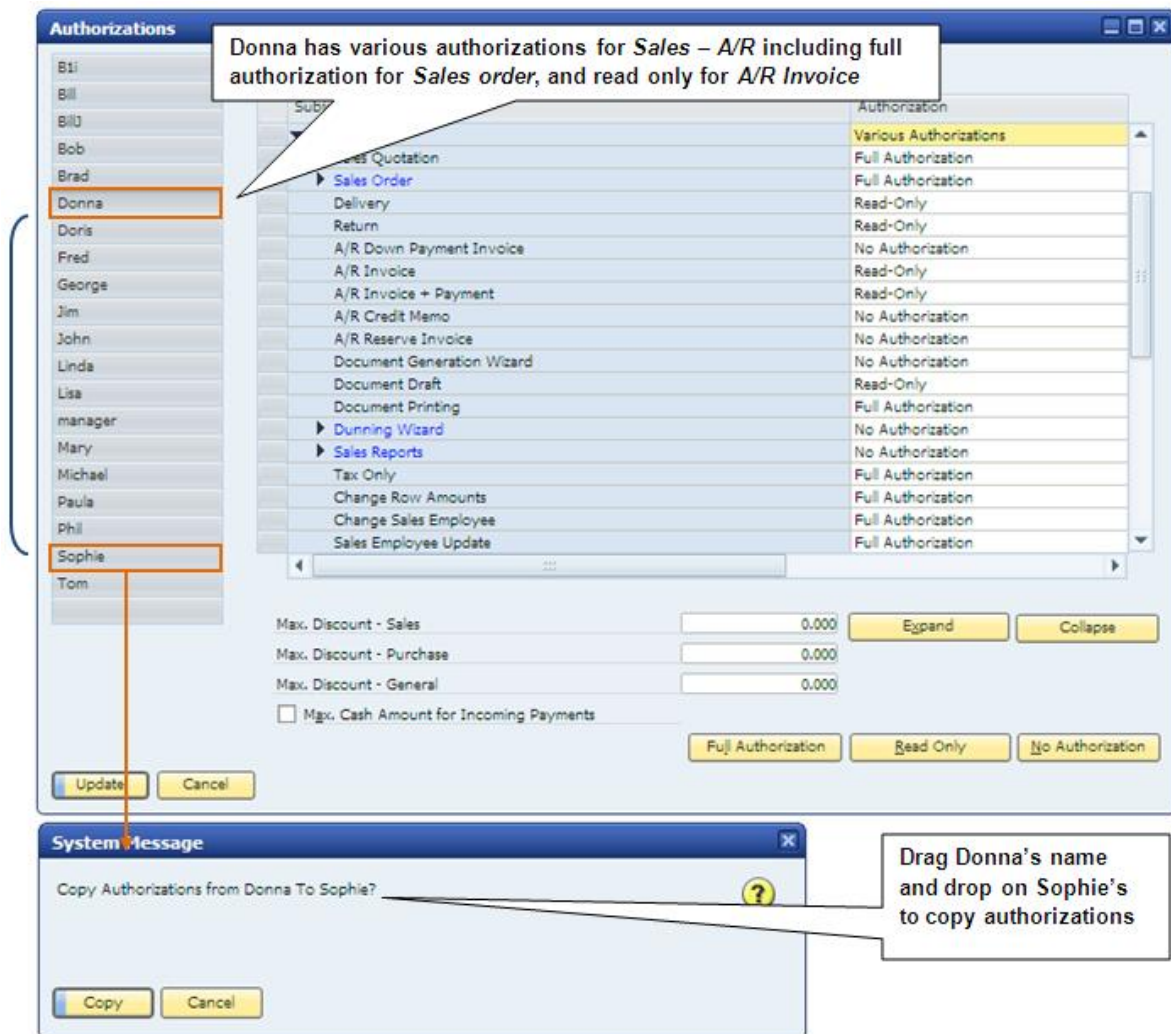 Authorizations
Donna has various authorizations for Sales – A/R including full
authorization for Sales order, and read only for A/R Invoice
B1i
Bill
BillJ
Bob
Brad
Donna
Doris
Fred
George
Jim
John
Linda
Lisa
manager
Mary
Michael
Paula
Phil
Sophie
Tom
Authorization
Various Authorizations
Quotation Full Authorization
Sales Order Full Authorization
Delivery Read-Only
Return Read-Only
A/R Down Payment Invoice No Authorization
A/R Invoice Read-Only
A/R Invoice + Payment Read-Only
A/R Credit Memo No Authorization
A/R Reserve Invoice No Authorization
Document Generation Wizard No Authorization
Document Draft Read-Only
Document Printing Full Authorization
Dunning Wizard No Authorization
Sales Reports No Authorization
Tax Only Full Authorization
Change Row Amounts Full Authorization
Change Sales Employee Full Authorization
Sales Employee Update Full Authorization
Max. Discount - Sales 0.000 Expand Collapse
Max. Discount - Purchase 0.000
Max. Discount - General 0.000
Max. Cash Amount for Incoming Payments
Full Authorization Read Only No Authorization
Update Cancel
System Message
Copy Authorizations from Donna To Sophie?
?
Drag Donna's name
and drop on Sophie's
to copy authorizations
Copy Cancel